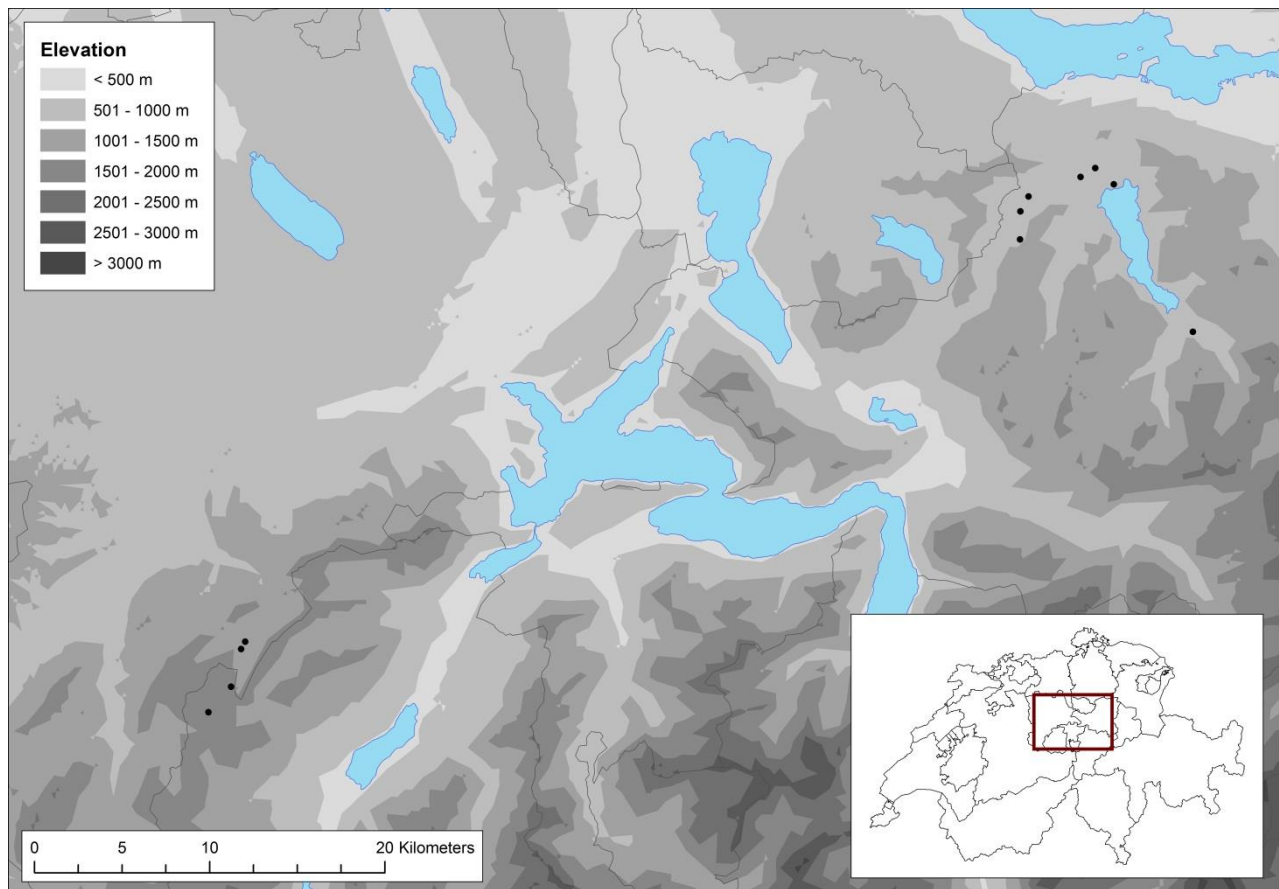 Elevation
< 500 m
501 - 1000 m
1001 - 1500 m
1501 - 2000 m
2001 - 2500 m
2501 - 3000 m
> 3000 m
0 5 10 20 Kilometers